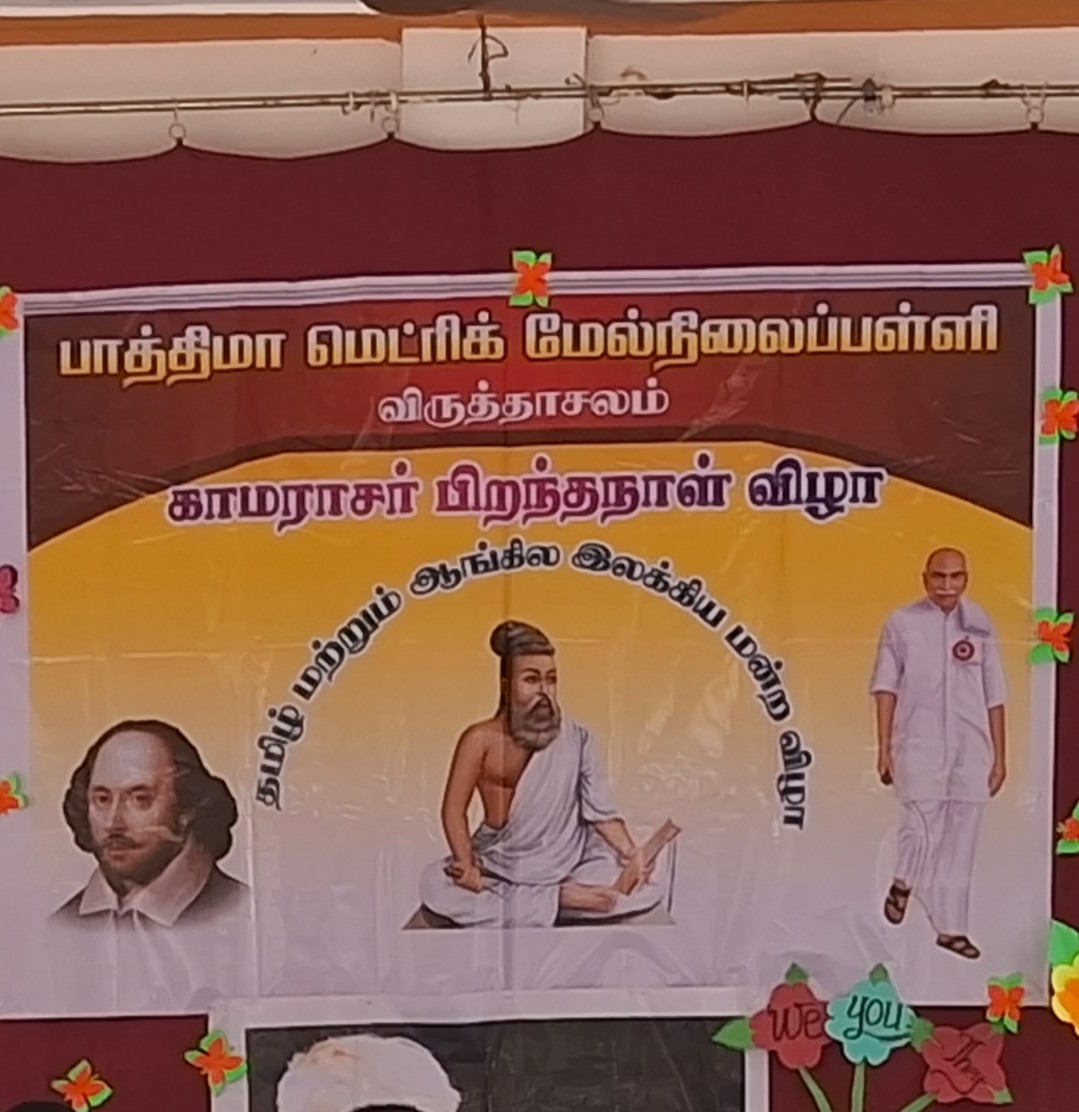 பாத்திமா மெட்ரிக் மேல்நிலைப்பள்ளி
விருத்தாசலம்
காமராசர் பிறந்தநாள் விழா
தமிழ் மற்றும் ஆங்கில இலக்கிய மன்ற விழா
We you